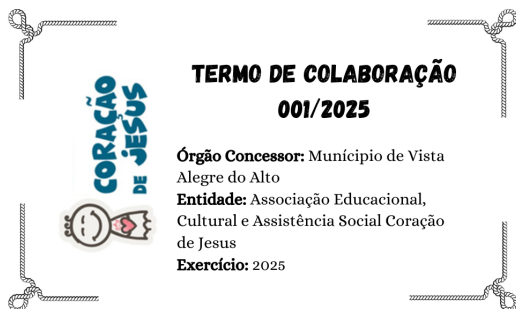 CORAÇÃO
DE JESUS
TERMO DE COLABORAÇÃO
001/2025
Órgão Concessor: Munícipio de Vista
Alegre do Alto
Entidade: Associação Educacional,
Cultural e Assistência Social Coração
de Jesus
Exercício: 2025